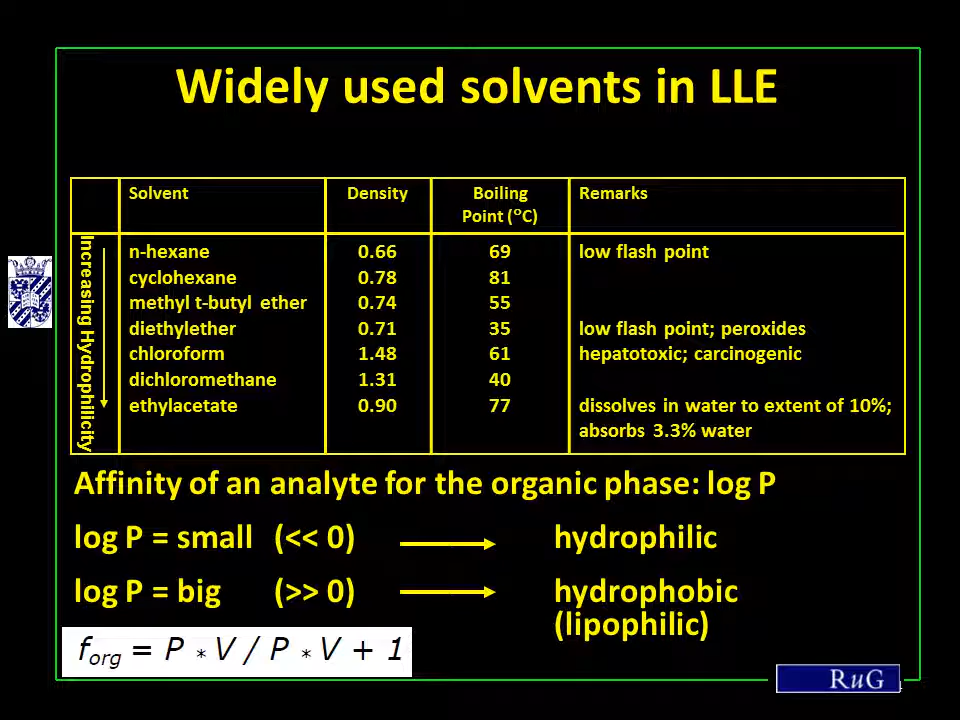 Widely used solvents in LLE
Solvent Density Boiling Point (°C) Remarks
Increasing Hydrophilicity
n-hexane 0.66 69 low flash point
cyclohexane 0.78 81
methyl t-butyl ether 0.74 55
diethylether 0.71 35 low flash point; peroxides
chloroform 1.48 61 hepatotoxic; carcinogenic
dichloromethane 1.31 40
ethylacetate 0.90 77 dissolves in water to extent of 10%;
absorbs 3.3% water
Affinity of an analyte for the organic phase: log P
log P = small (<< 0) hydrophilic
log P = big (>> 0) hydrophobic
(lipophilic)
forg = P * V / P * V + 1
RuG